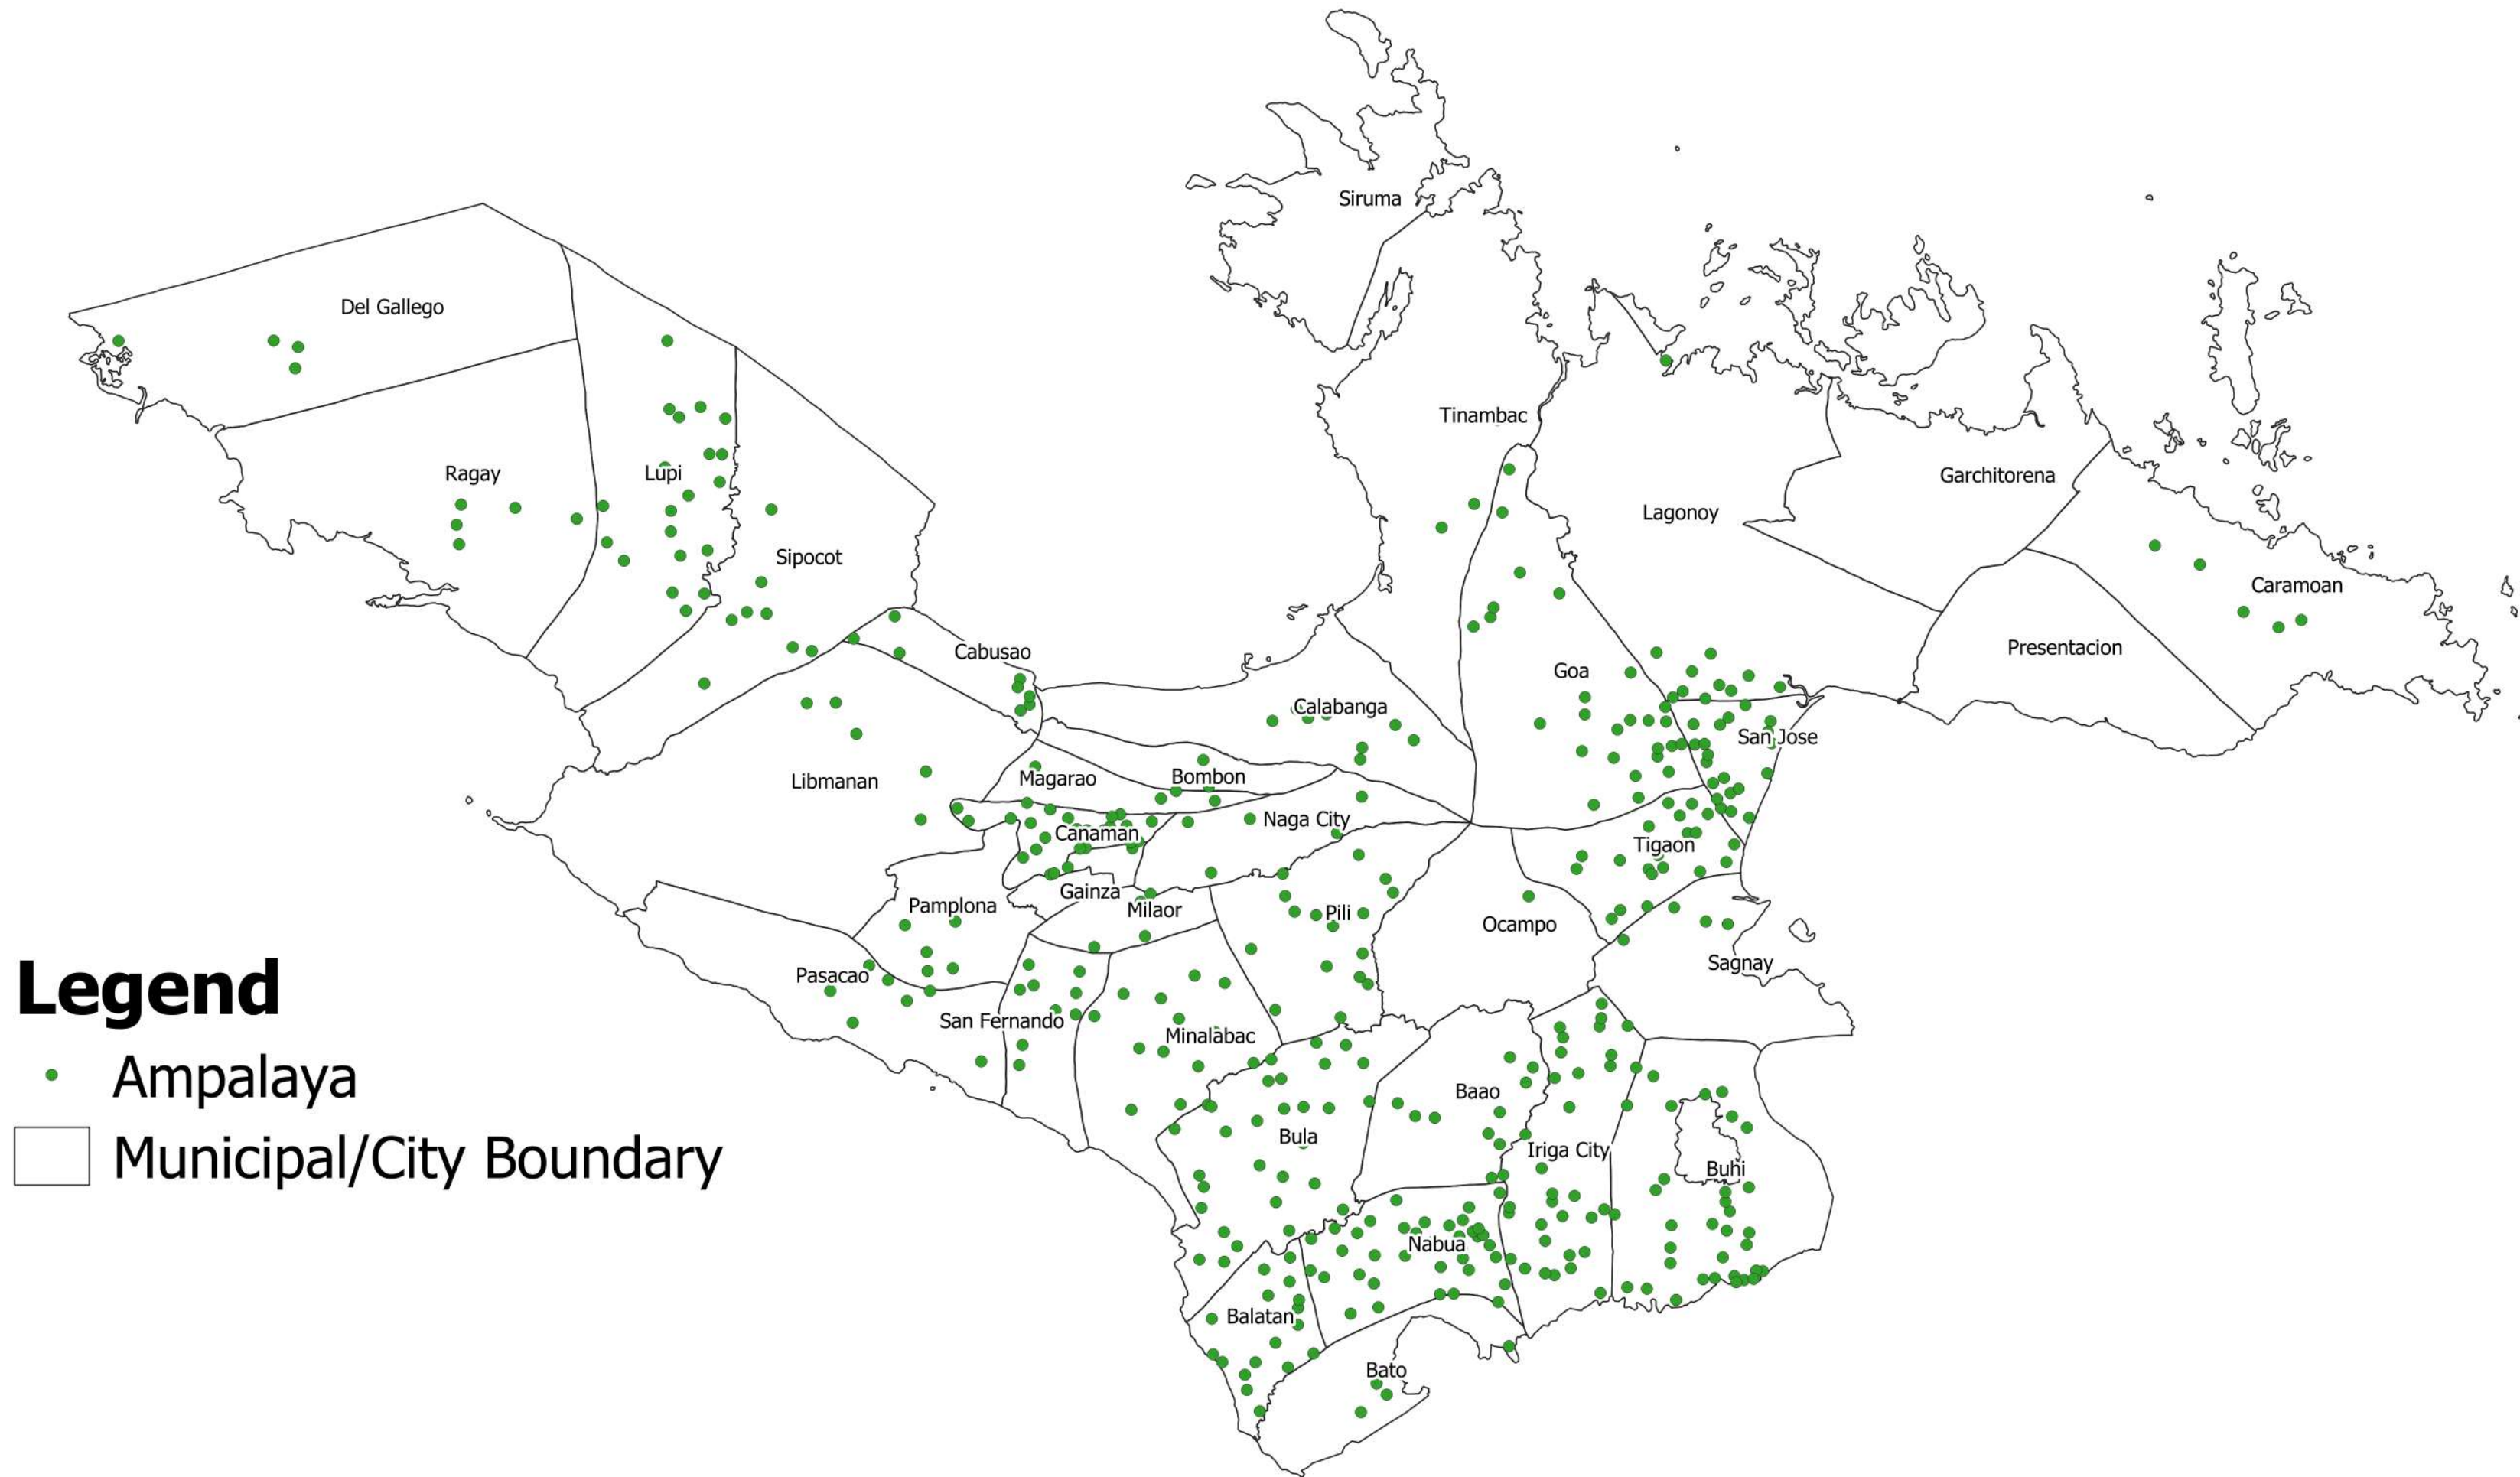 Siruma
Del Gallego
Tinambac
Ragay
Lupi
Garchitorena
Lagonoy
Sipocot
Caramoan
Cabusao
Presentacion
Goa
Calabanga
San Jose
Libmanan
Magarao
Bombon
Naga City
Canaman
Tigaon
Gainza
Pamplona
Milaor
Pili
Ocampo
Pasacao
Sagnay
San Fernando
Minalabac
Baao
Bula
Iriga City
Buhi
Nabua
Balatan
Bato
Legend
Ampalaya
Municipal/City Boundary